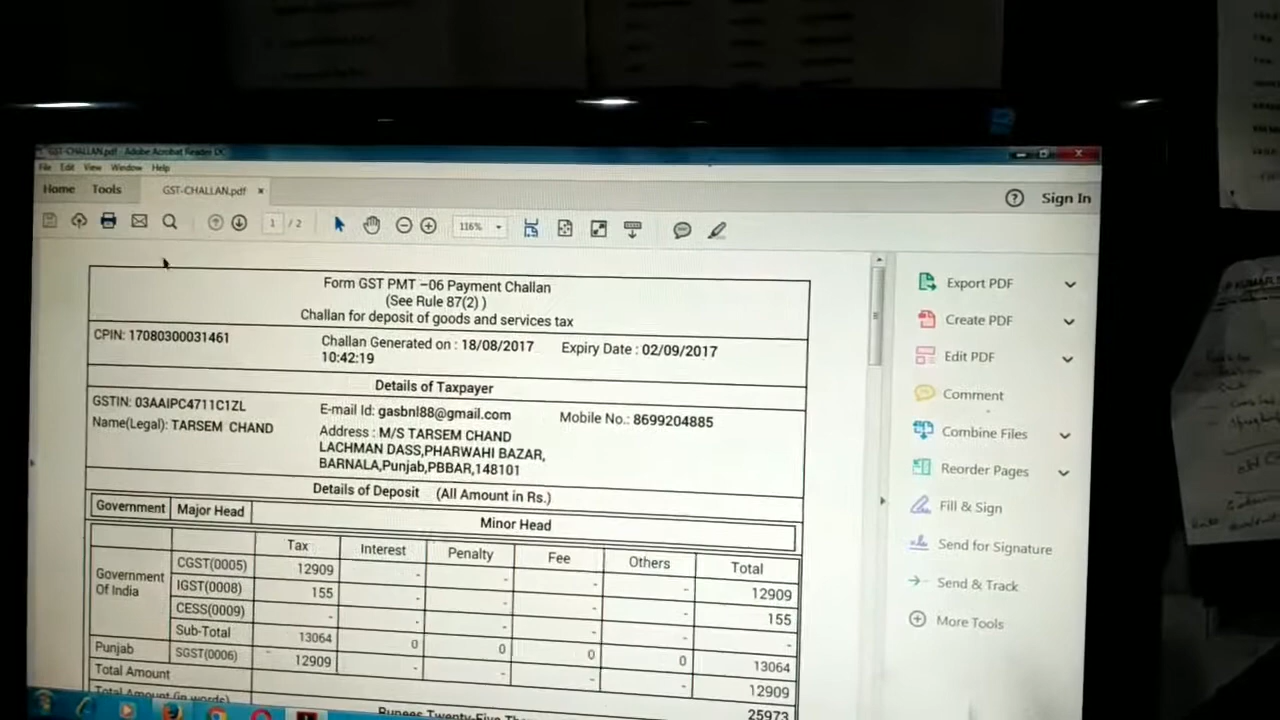 GST-CHALLAN.pdf - Adobe Acrobat Reader DC
File Edit View Window Help
Home Tools GST-CHALLAN.pdf × ? Sign In
1 / 2 116%
Form GST PMT –06 Payment Challan
(See Rule 87(2) )
Challan for deposit of goods and services tax
CPIN: 17080300031461 Challan Generated on : 18/08/2017 Expiry Date : 02/09/2017
10:42:19
Details of Taxpayer
GSTIN: 03AAIPC4711C1ZL E-mail Id: gasbnl88@gmail.com Mobile No.: 8699204885
Name(Legal): TARSEM CHAND Address : M/S TARSEM CHAND
LACHMAN DASS,PHARWAHI BAZAR,
BARNALA,Punjab,PBBAR,148101
Details of Deposit (All Amount in Rs.)
Government Major Head Minor Head
Tax Interest Penalty Fee Others Total
Government Of India CGST(0005) 12909 - - - - 12909
IGST(0008) 155 - - - - 155
CESS(0009) - - - - - -
Sub-Total 13064 0 0 0 0 13064
Punjab SGST(0006) 12909 - - - - 12909
Total Amount 25973
Total Amount (in words) Rupees Twenty-Five
Export PDF
Create PDF
Edit PDF
Comment
Combine Files
Reorder Pages
Fill & Sign
Send for Signature
Send & Track
More Tools